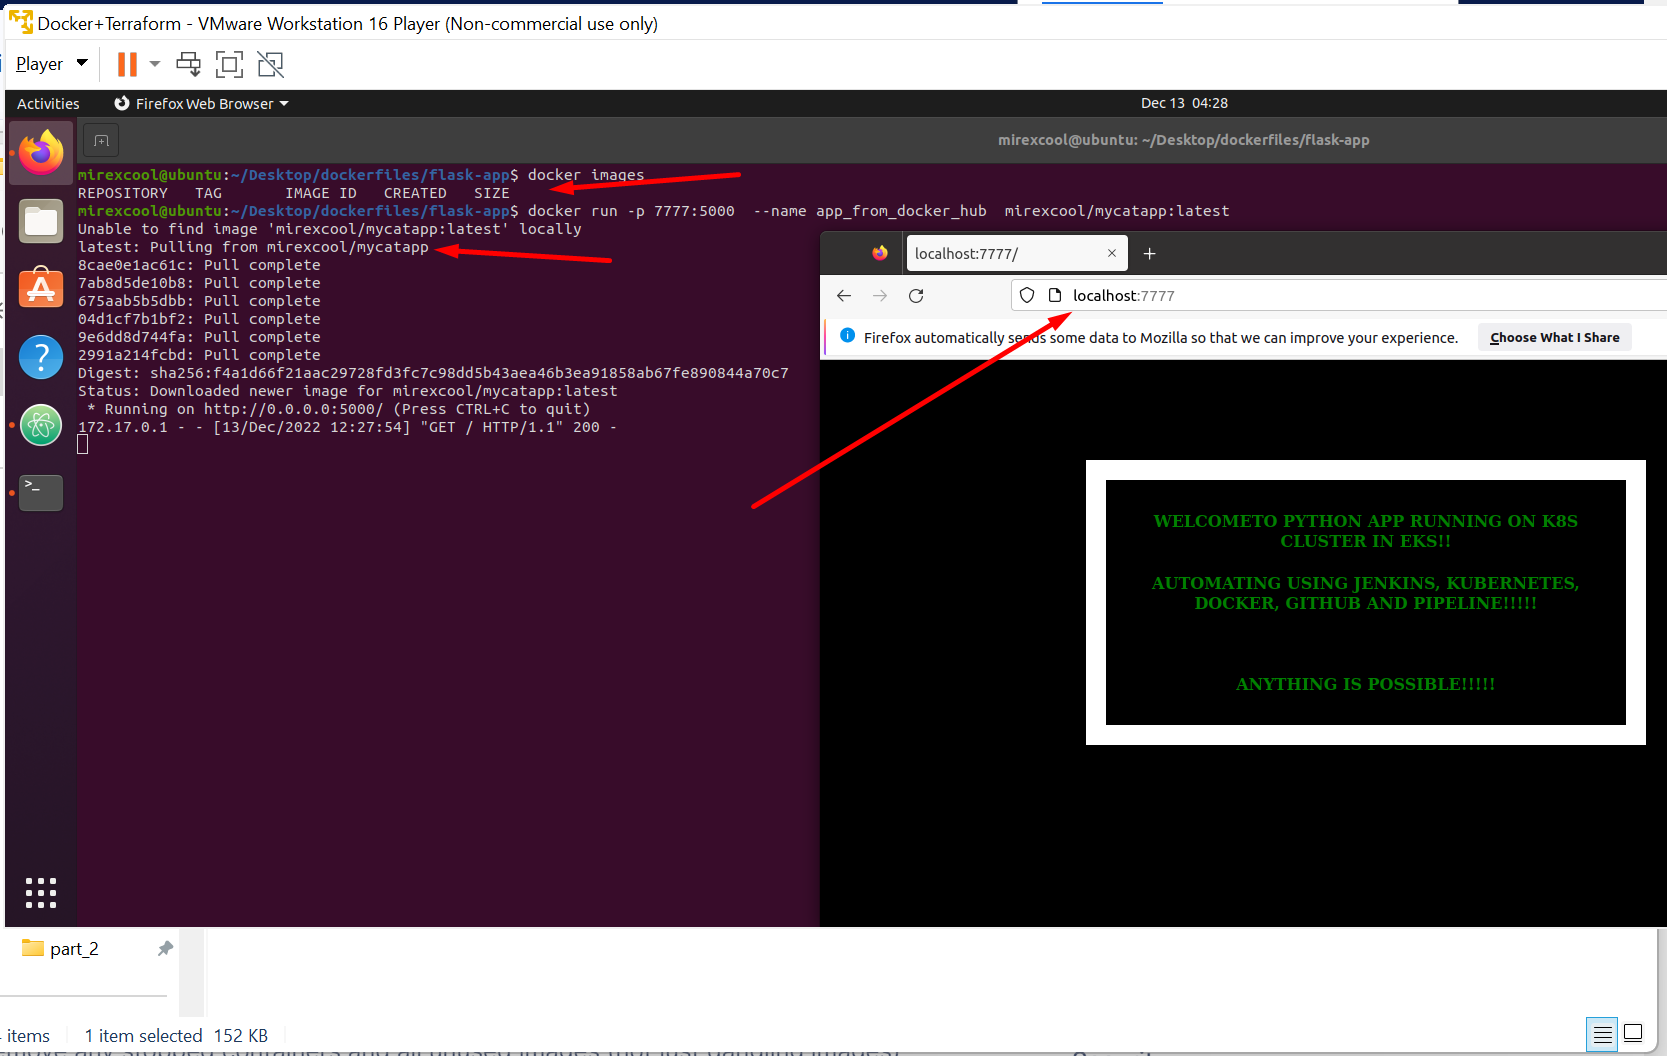 Docker+Terraform - VMware Workstation 16 Player (Non-commercial use only)
Player
Activities
Firefox Web Browser
Dec 13 04:28
mirexcool@ubuntu: ~/Desktop/dockerfiles/flask-app
mirexcool@ubuntu:~/Desktop/dockerfiles/flask-app$ docker images
REPOSITORY   TAG       IMAGE ID   CREATED   SIZE
mirexcool@ubuntu:~/Desktop/dockerfiles/flask-app$ docker run -p 7777:5000  --name app_from_docker_hub  mirexcool/mycatapp:latest
Unable to find image 'mirexcool/mycatapp:latest' locally
latest: Pulling from mirexcool/mycatapp
8cae0e1ac61c: Pull complete
7ab8d5de10b8: Pull complete
675aab5b5dbb: Pull complete
04d1cf7b1bf2: Pull complete
9e6dd8d744fa: Pull complete
2991a214fcbd: Pull complete
Digest: sha256:f4a1d66f21aac29728fd3fc7c98dd5b43aea46b3ea91858ab67fe890844a70c7
Status: Downloaded newer image for mirexcool/mycatapp:latest
 * Running on http://0.0.0.0:5000/ (Press CTRL+C to quit)
172.17.0.1 - - [13/Dec/2022 12:27:54] "GET / HTTP/1.1" 200 -
localhost:7777/
localhost:7777
Firefox automatically sends some data to Mozilla so that we can improve your experience.
Choose What I Share
WELCOMETO PYTHON APP RUNNING ON K8S
CLUSTER IN EKS!!
AUTOMATING USING JENKINS, KUBERNETES,
DOCKER, GITHUB AND PIPELINE!!!!!
ANYTHING IS POSSIBLE!!!!!
part_2
items
1 item selected  152 KB